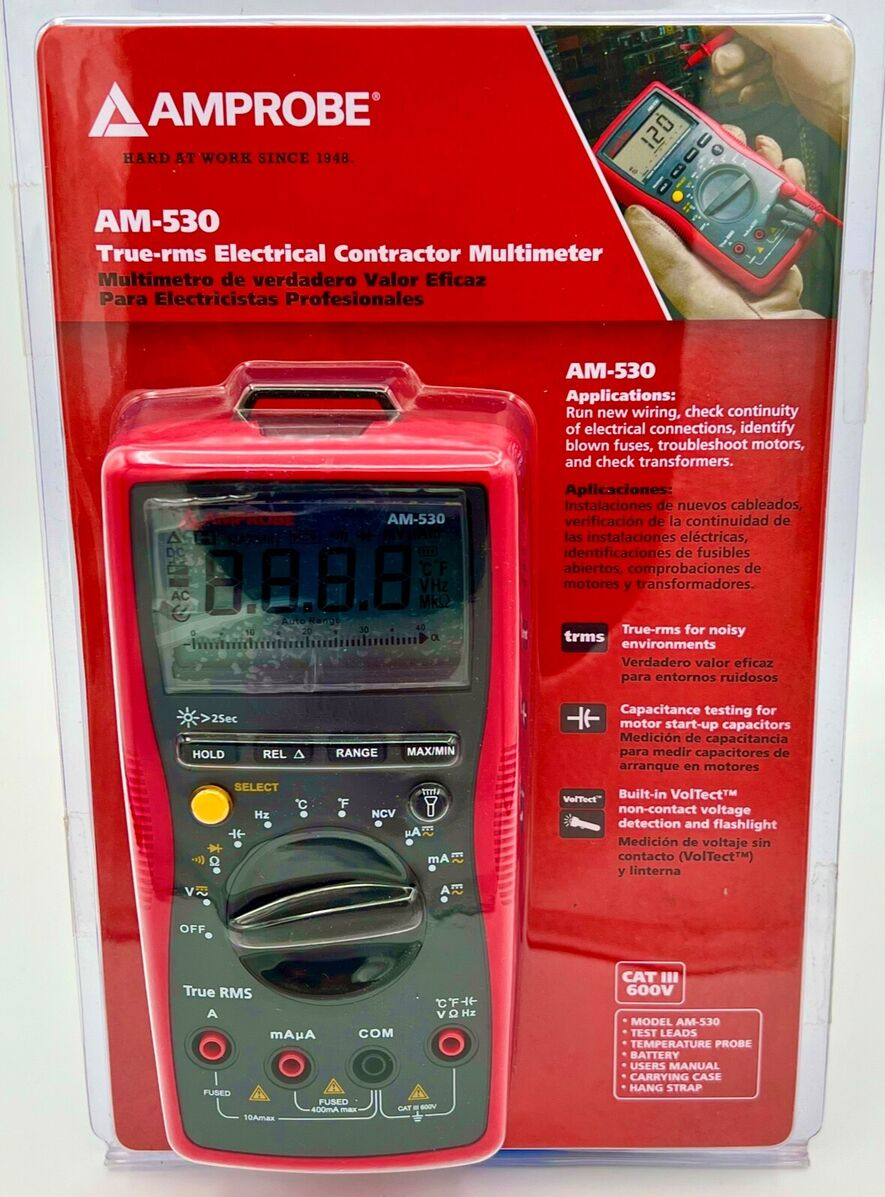 AMPROBE®
HARD AT WORK SINCE 1948.
AM-530
True-rms Electrical Contractor Multimeter
Multimetro de verdadero Valor Eficaz
Para Electricistas Profesionales
120
AM-530
Applications:
Run new wiring, check continuity
of electrical connections, identify
blown fuses, troubleshoot motors,
and check transformers.
Aplicaciones:
Instalaciones de nuevos cableados,
verificación de la continuidad de
las instalaciones eléctricas,
identificaciones de fusibles
abiertos, comprobaciones de
motores y transformadores.
trms
True-rms for noisy
environments
Verdadero valor eficaz
para entornos ruidosos
Capacitance testing for
motor start-up capacitors
Medición de capacitancia
para medir capacitores de
arranque en motores
VolTect™
Built-in VolTect™
non-contact voltage
detection and flashlight
Medición de voltaje sin
contacto (VolTect™)
y linterna
CAT III
600V
• MODEL AM-530
• TEST LEADS
• TEMPERATURE PROBE
• BATTERY
• USERS MANUAL
• CARRYING CASE
• HANG STRAP
AMPROBE
AM-530
DC
AC
8.8.8.8
°C°F
VHz
MkΩ
Auto Range
0 10 20 30 40
OL
>2Sec
HOLD
REL △
RANGE
MAX/MIN
SELECT
Hz
°C
°F
NCV
µA
mA
A
Ω
V
OFF
True RMS
A
mAµA
COM
°C°F
VΩHz
FUSED
10Amax
FUSED
400mA max
CAT III 600V